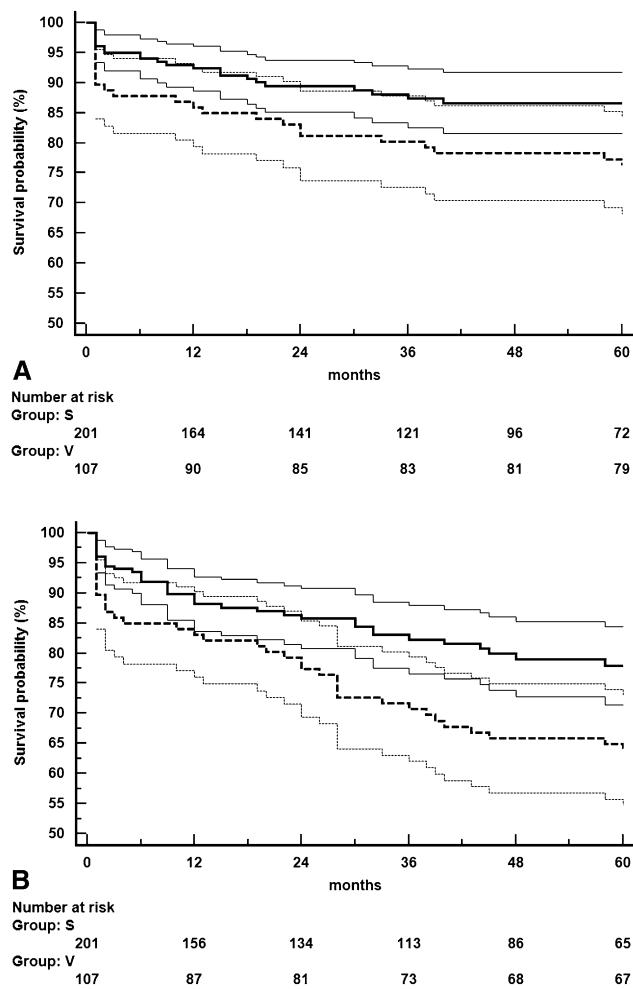 100
95
90
85
80
75
70
65
60
55
50
Survival probability (%)
0 12 24 36 48 60
months
A
Number at risk
Group: S
201 164 141 121 96 72
Group: V
107 90 85 83 81 79
100
95
90
85
80
75
70
65
60
55
50
Survival probability (%)
0 12 24 36 48 60
months
B
Number at risk
Group: S
201 156 134 113 86 65
Group: V
107 87 81 73 68 67